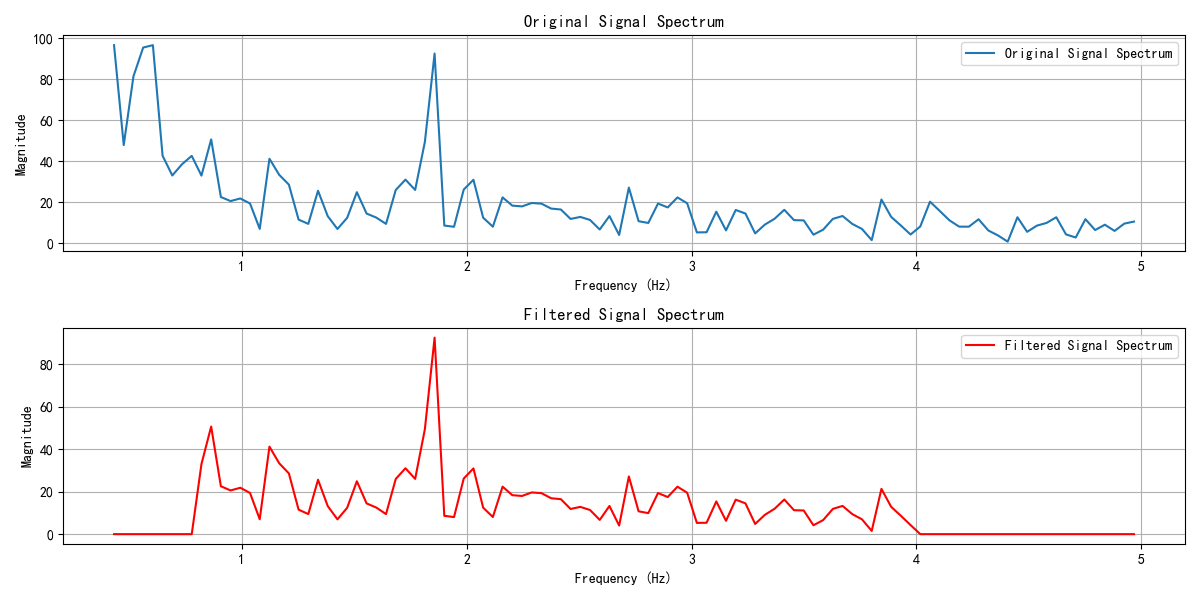 Original Signal Spectrum
Original Signal Spectrum
Magnitude
100
80
60
40
20
0
1
2
3
4
5
Frequency (Hz)
Filtered Signal Spectrum
Filtered Signal Spectrum
Magnitude
80
60
40
20
0
1
2
3
4
5
Frequency (Hz)